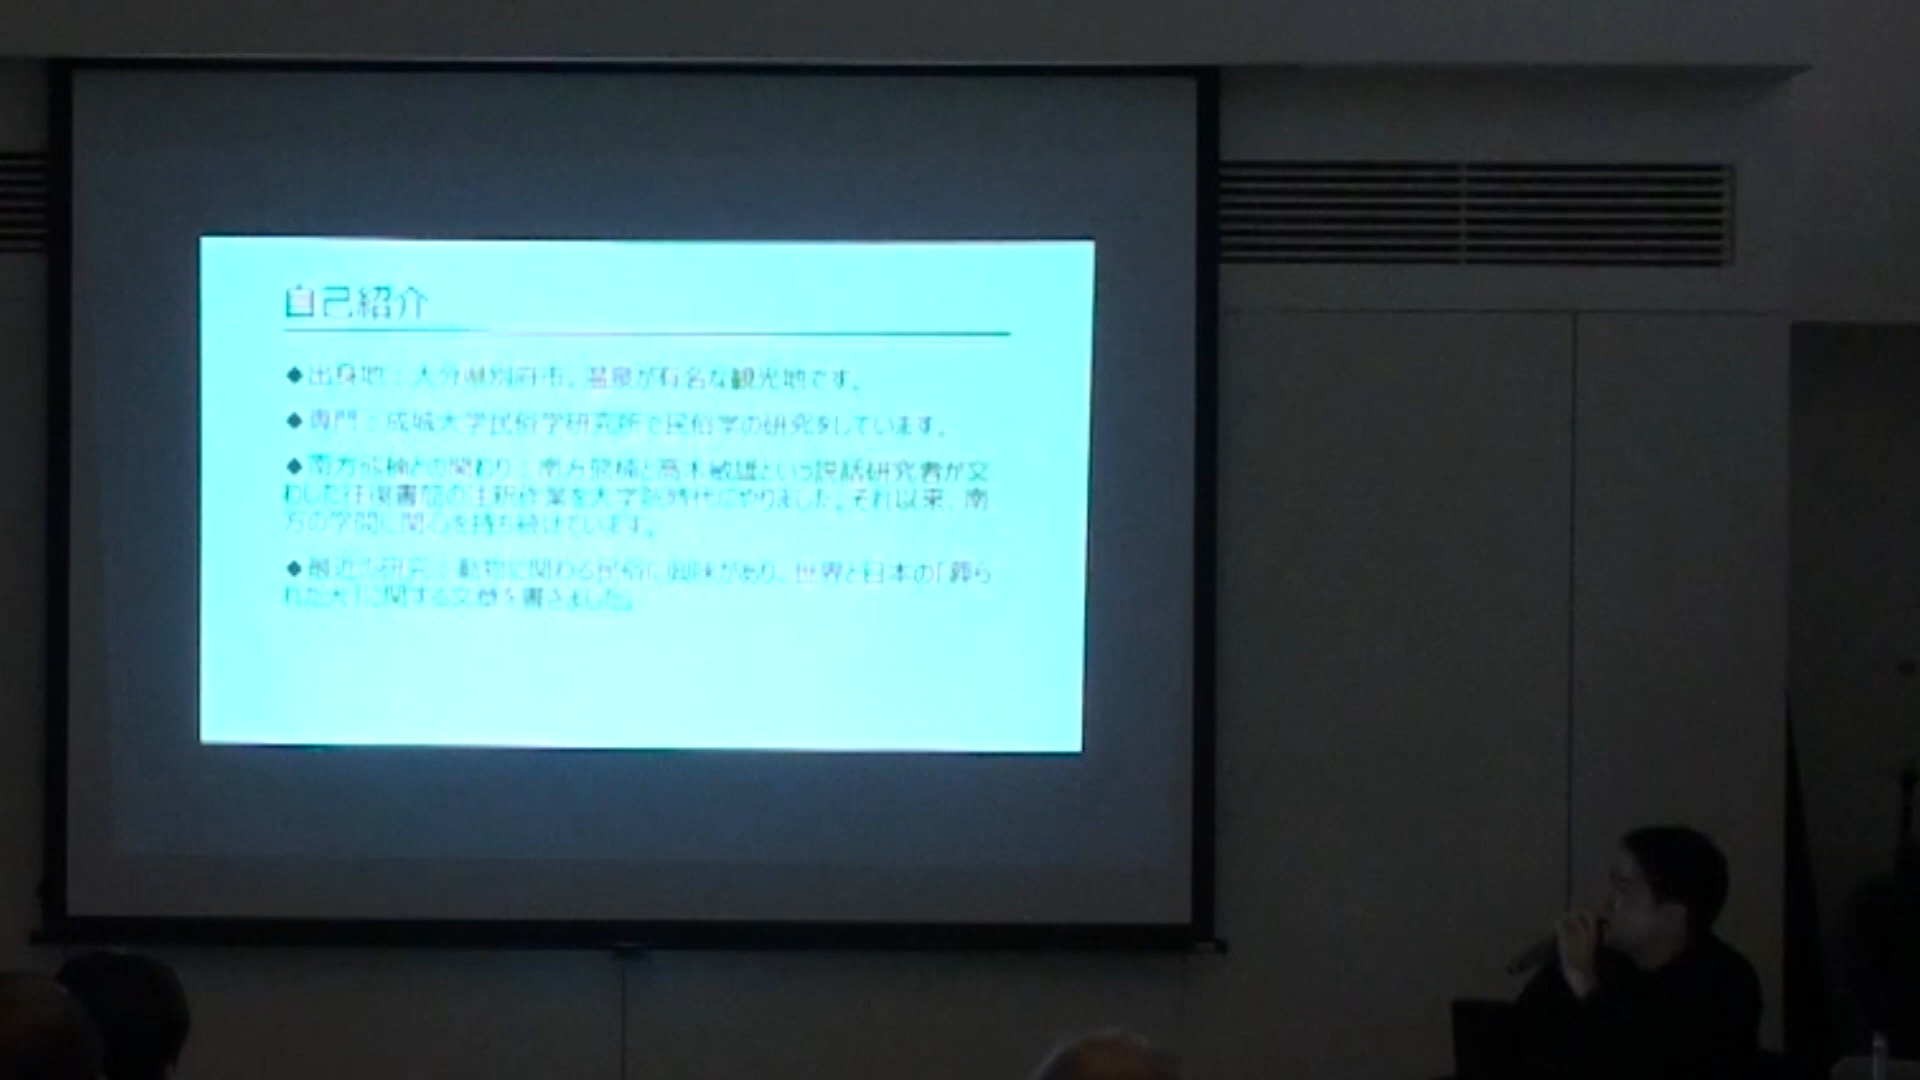 自己紹介
◆出身地：大分県別府市。温泉が有名な観光地です。
◆専門：成城大学民俗学研究所で民俗学の研究をしています。
◆南方熊楠との関わり：南方熊楠と高木敏雄という説話研究者が交
わした往復書簡の注釈作業を大学院時代にやりました。それ以来、南
方の学問に関心を持ち続けています。
◆最近の研究：動物に関わる民俗に興味があり、世界と日本の「葬ら
れた犬」に関する文章を書きました。